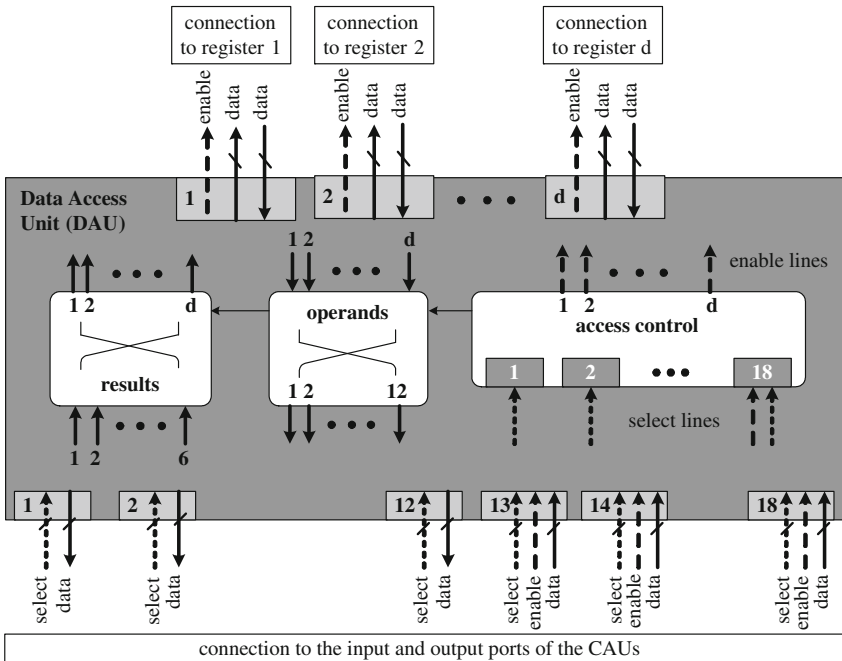 connection
to register 1
connection
to register 2
connection
to register d
enable
data
data
enable
data
data
enable
data
data
1
2
d
Data Access
Unit (DAU)
1 2 d
enable lines
1 2 d
operands
1 2 d
access control
results
1 2 12
1 2 18
select lines
1 2 6
1
2
12
13
14
18
select
data
select
data
select
data
select
enable
data
select
enable
data
select
enable
data
connection to the input and output ports of the CAUs